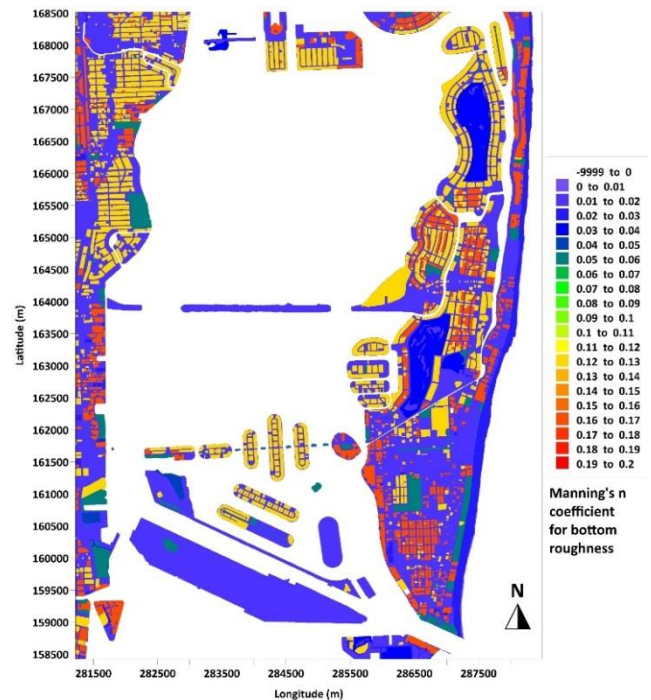 168500
168000
167500
167000
166500
166000
165500
165000
164500
164000
163500
163000
162500
162000
161500
161000
160500
160000
159500
159000
158500
Latitude (m)
281500 282500 283500 284500 285500 286500 287500
Longitude (m)
N
-9999 to 0
0 to 0.01
0.01 to 0.02
0.02 to 0.03
0.03 to 0.04
0.04 to 0.05
0.05 to 0.06
0.06 to 0.07
0.07 to 0.08
0.08 to 0.09
0.09 to 0.1
0.1 to 0.11
0.11 to 0.12
0.12 to 0.13
0.13 to 0.14
0.14 to 0.15
0.15 to 0.16
0.16 to 0.17
0.17 to 0.18
0.18 to 0.19
0.19 to 0.2
Manning's n
coefficient
for bottom
roughness